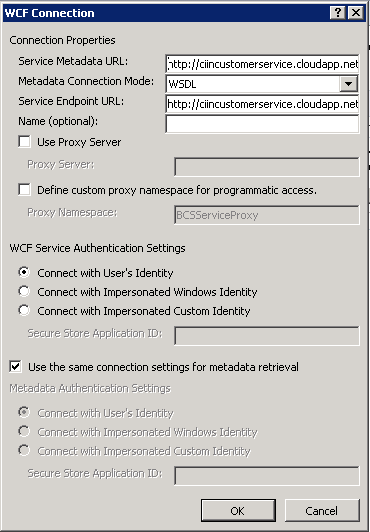 WCF Connection
Connection Properties
Service Metadata URL: http://ciincustomerservice.cloudapp.net
Metadata Connection Mode: WSDL
Service Endpoint URL: http://ciincustomerservice.cloudapp.net
Name (optional):
Use Proxy Server
Proxy Server:
Define custom proxy namespace for programmatic access.
Proxy Namespace: BCSServiceProxy
WCF Service Authentication Settings
Connect with User's Identity
Connect with Impersonated Windows Identity
Connect with Impersonated Custom Identity
Secure Store Application ID:
Use the same connection settings for metadata retrieval
Metadata Authentication Settings
Connect with User's Identity
Connect with Impersonated Windows Identity
Connect with Impersonated Custom Identity
Secure Store Application ID:
OK Cancel